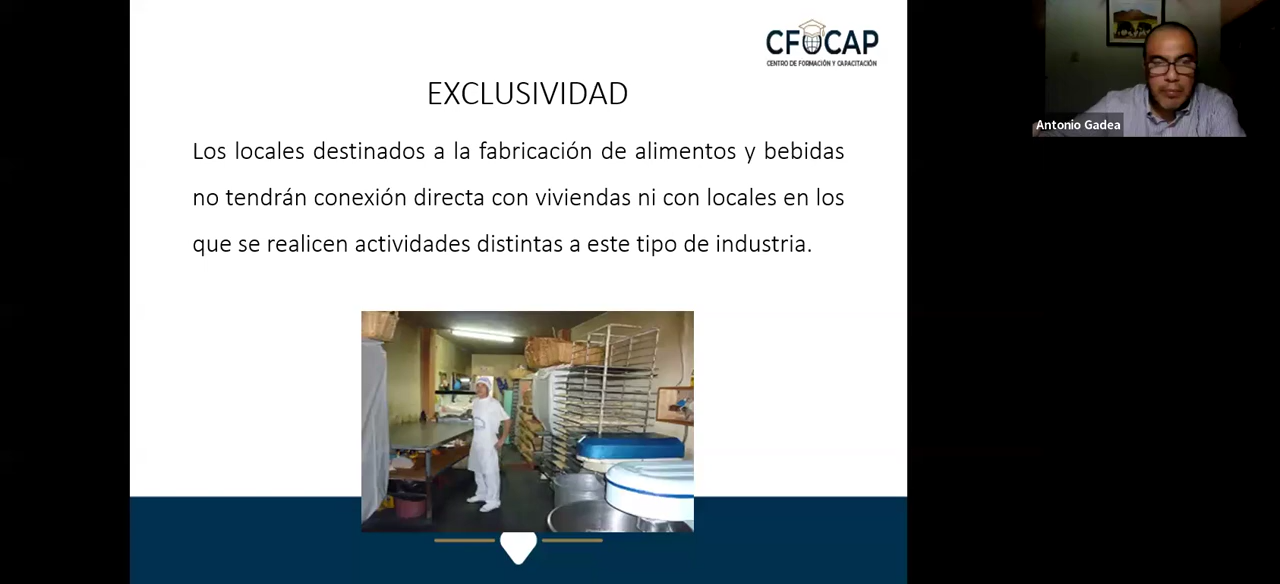 CFOCAP
CENTRO DE FORMACIÓN Y CAPACITACIÓN
EXCLUSIVIDAD
Los locales destinados a la fabricación de alimentos y bebidas
no tendrán conexión directa con viviendas ni con locales en los
que se realicen actividades distintas a este tipo de industria.
Antonio Gadea